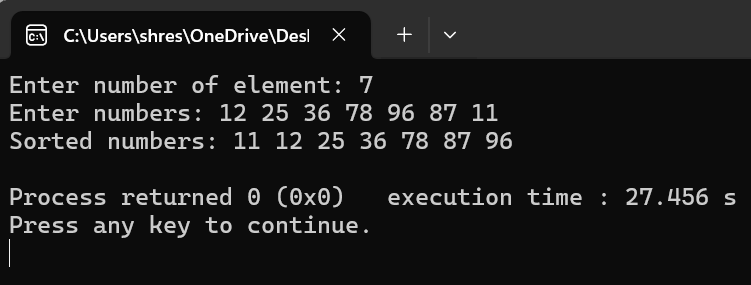 C:\Users\shres\OneDrive\Des
Enter number of element: 7
Enter numbers: 12 25 36 78 96 87 11
Sorted numbers: 11 12 25 36 78 87 96
Process returned 0 (0x0)   execution time : 27.456 s
Press any key to continue.